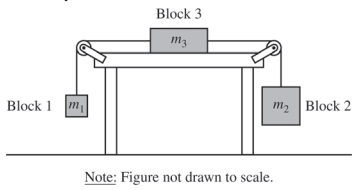 Block 3
m₃
Block 1 m₁ m₂ Block 2
Note: Figure not drawn to scale.